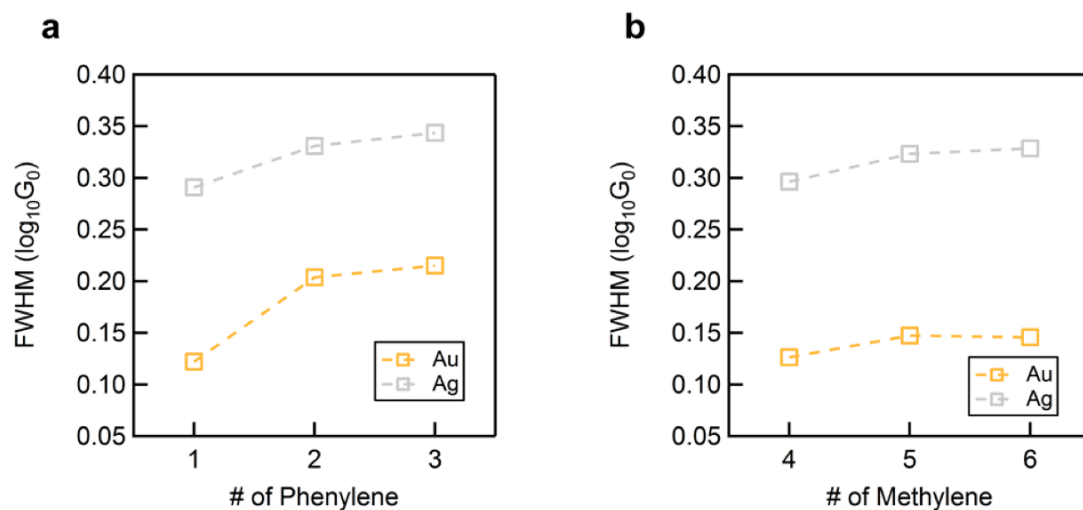 a
0.40
0.35
0.30
0.25
0.20
0.15
0.10
0.05
FWHM (log₁₀G₀)
1 2 3
# of Phenylene
Au
Ag
b
0.40
0.35
0.30
0.25
0.20
0.15
0.10
0.05
FWHM (log₁₀G₀)
4 5 6
# of Methylene
Au
Ag